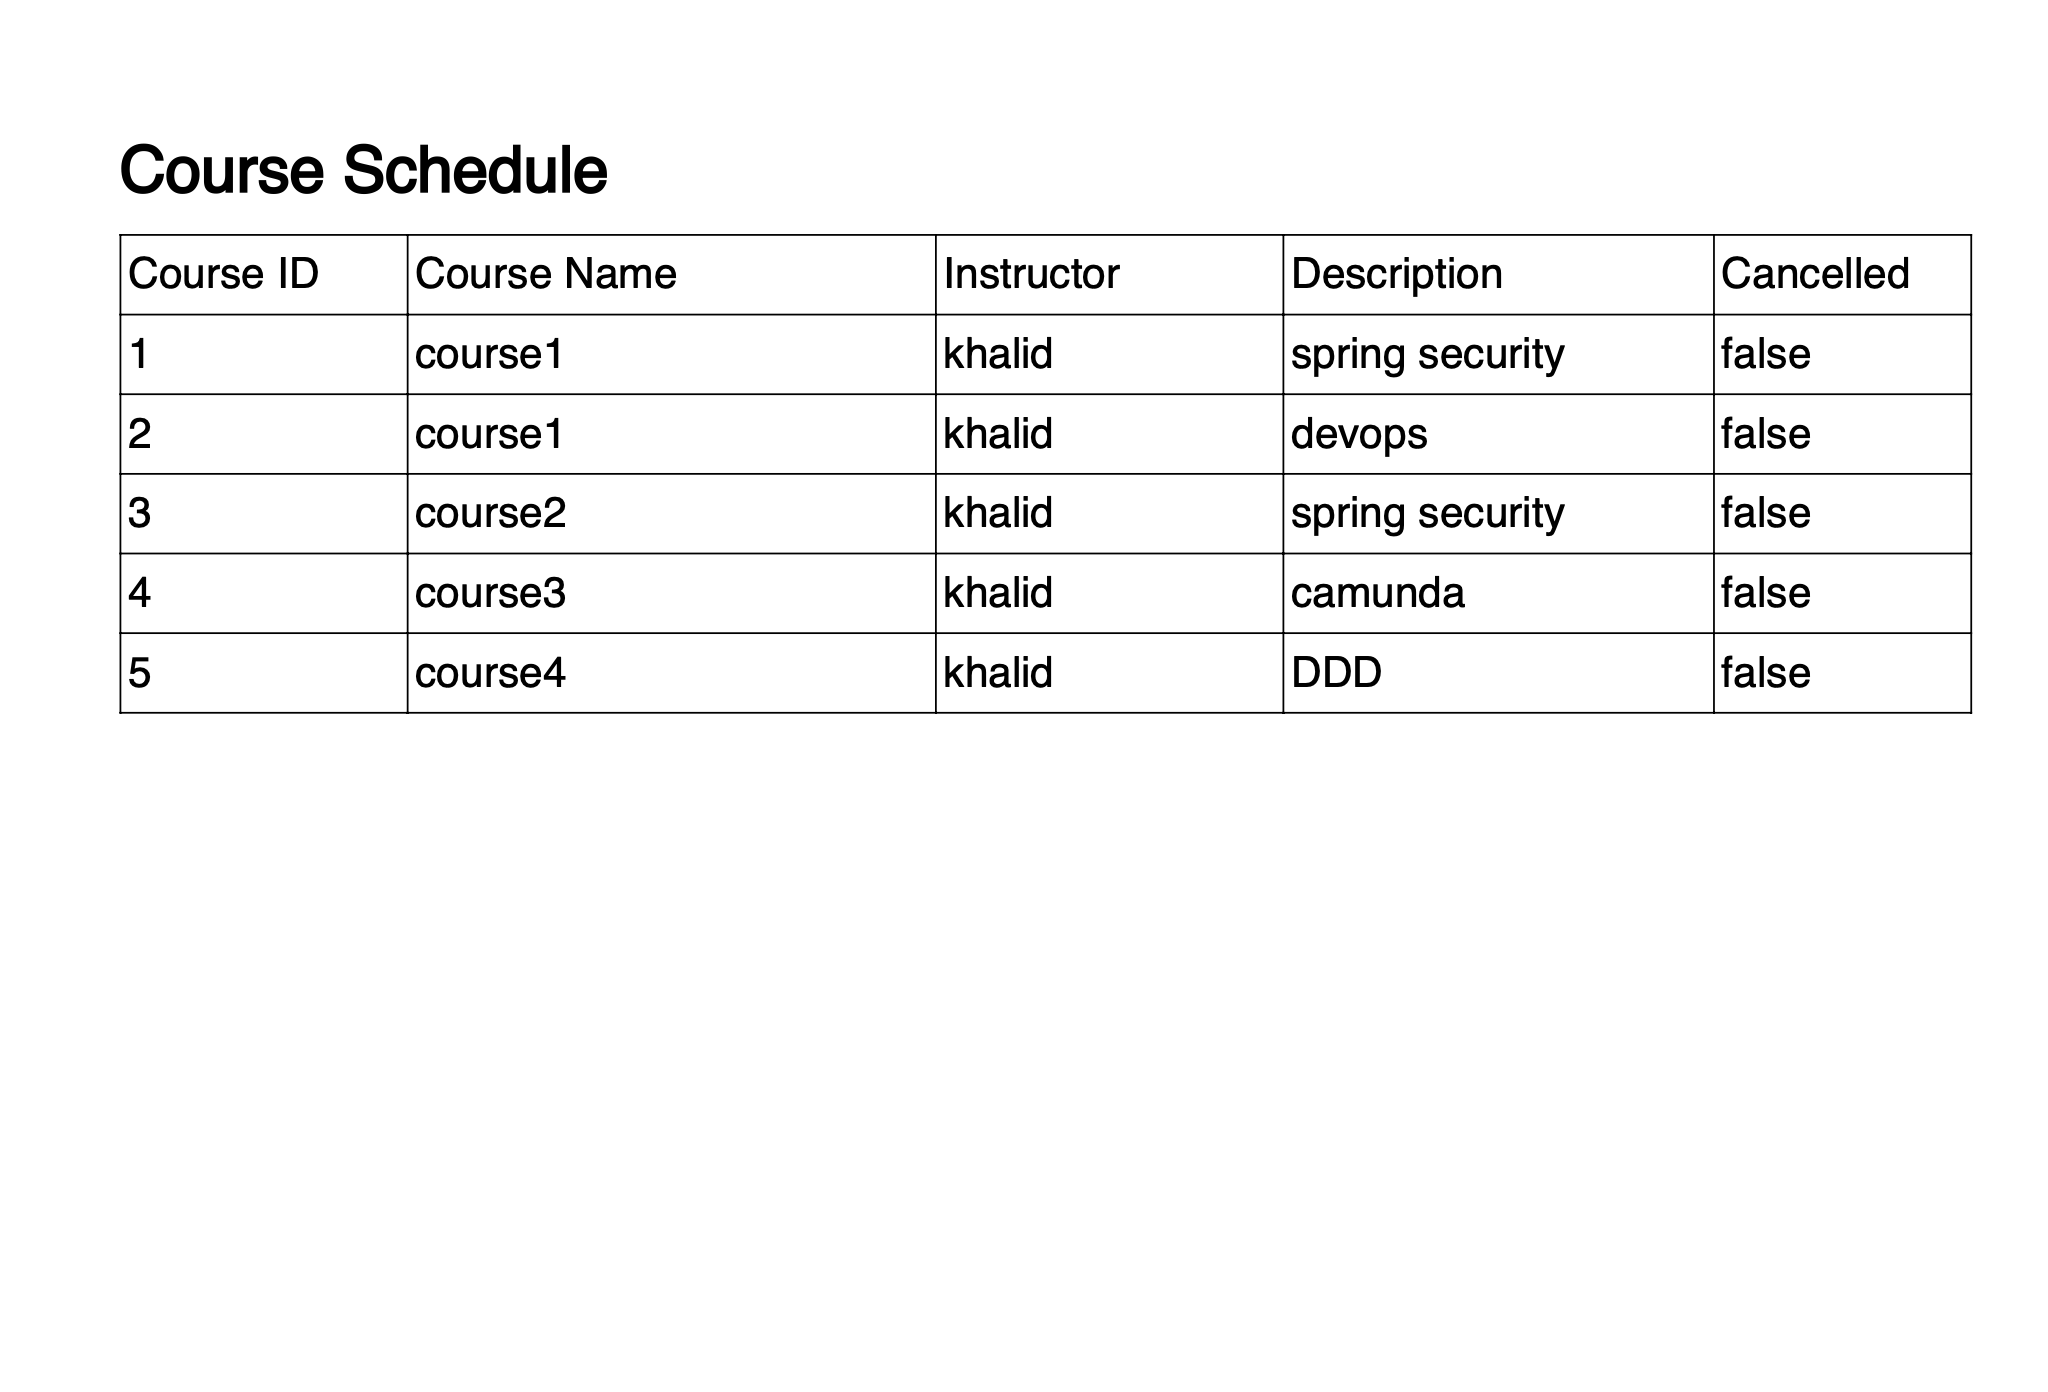 Course Schedule
Course ID Course Name Instructor Description Cancelled
1 course1 khalid spring security false
2 course1 khalid devops false
3 course2 khalid spring security false
4 course3 khalid camunda false
5 course4 khalid DDD false